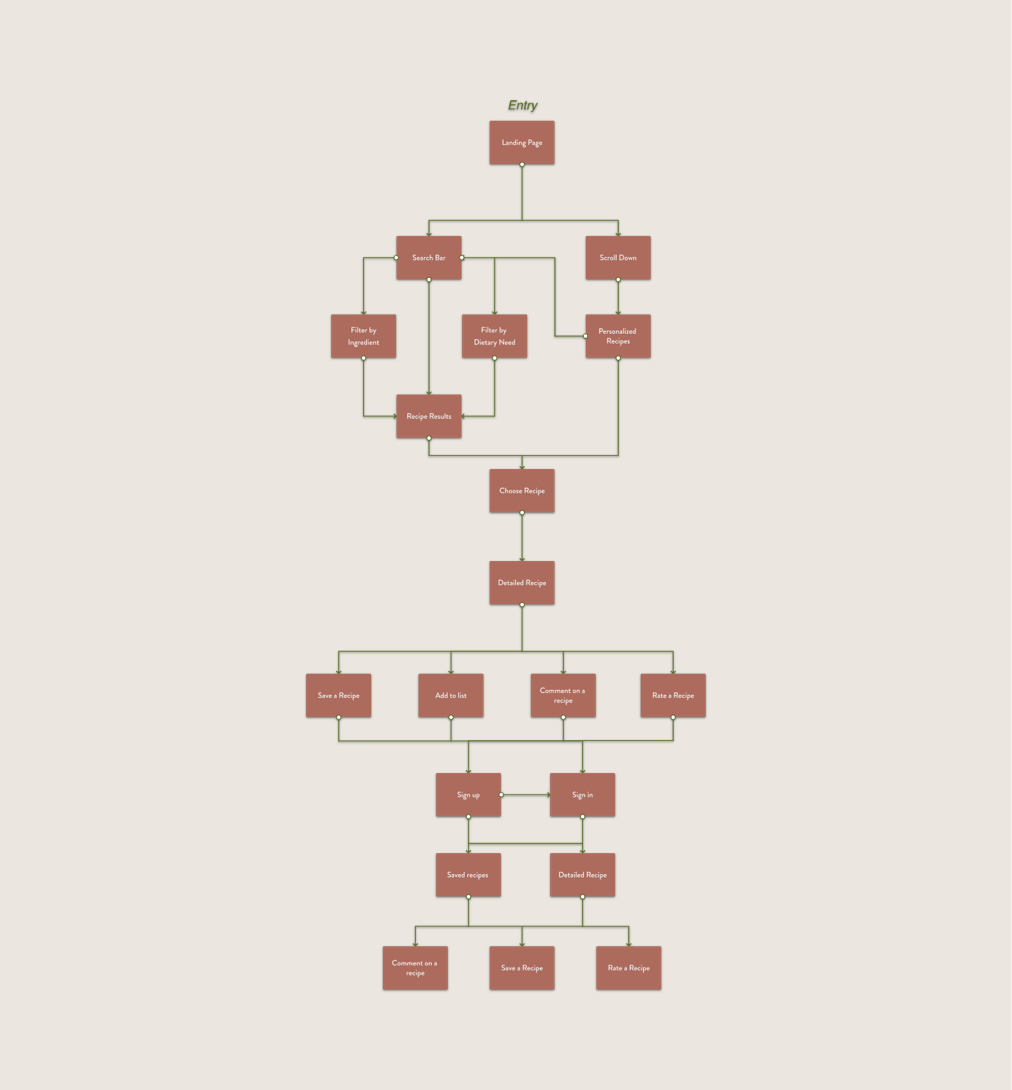 Entry
Landing Page
Search Bar
Scroll Down
Filter by
Ingredient
Filter by
Dietary Need
Personalized
Recipes
Recipe Results
Choose Recipe
Detailed Recipe
Save a Recipe
Add to list
Comment on a
recipe
Rate a Recipe
Sign up
Sign in
Saved recipes
Detailed Recipe
Comment on a
recipe
Save a Recipe
Rate a Recipe